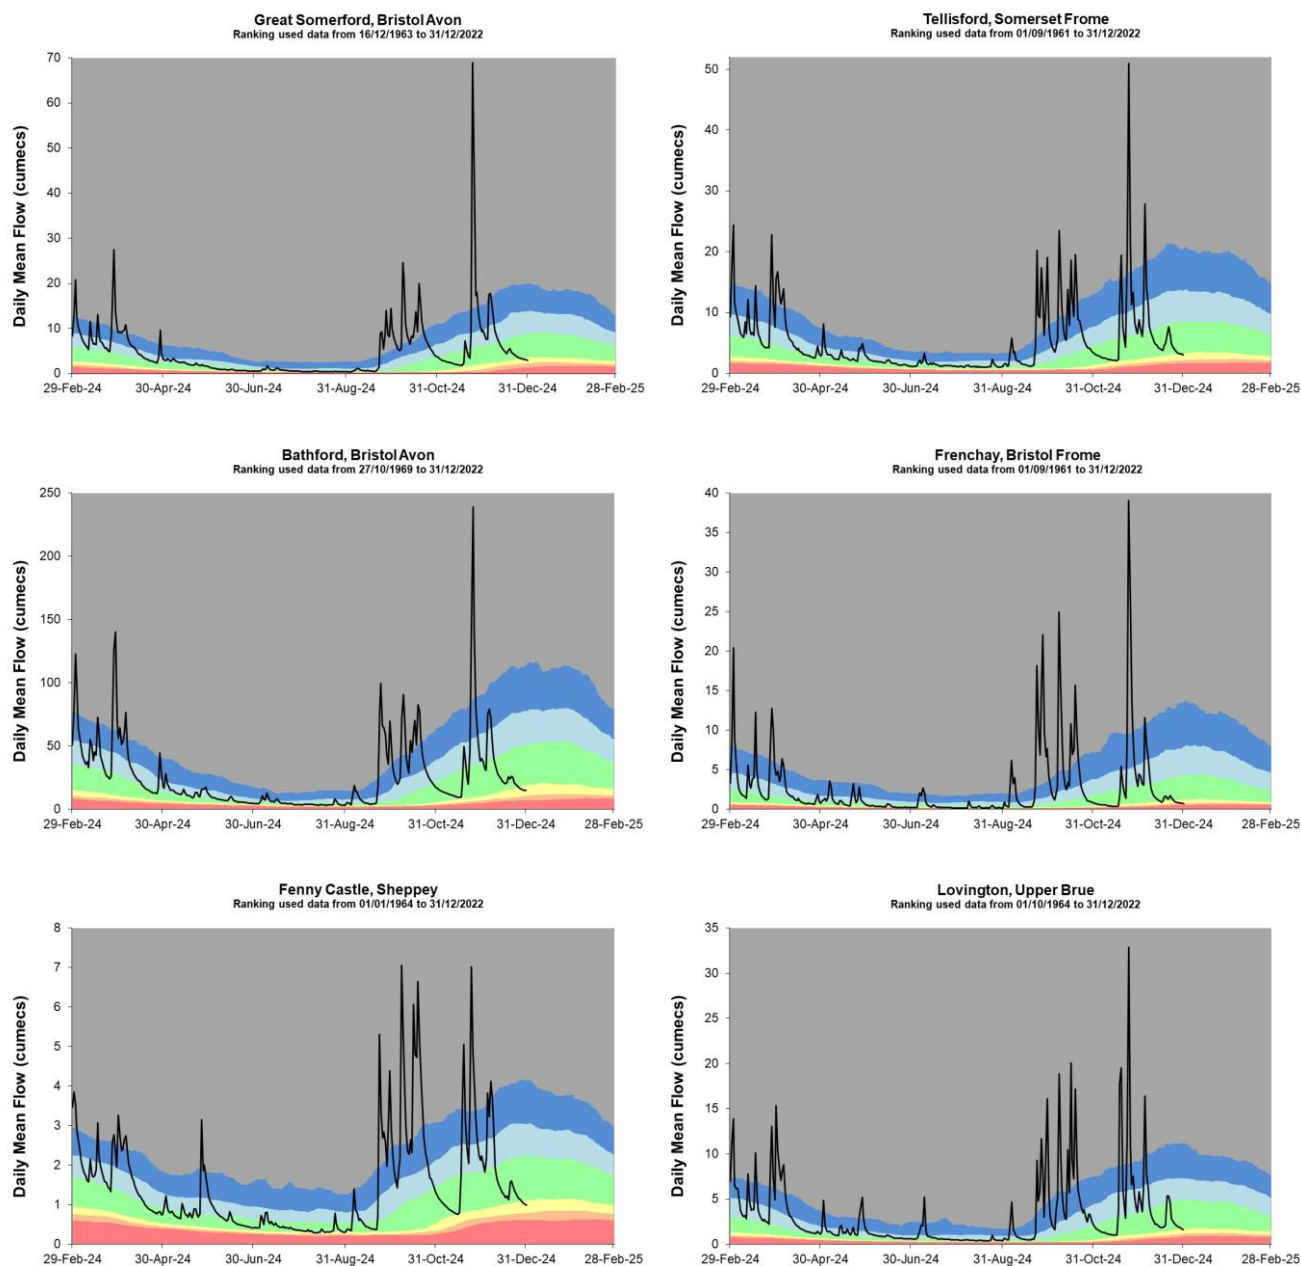 Great Somerford, Bristol Avon
Ranking used data from 16/12/1963 to 31/12/2022
Daily Mean Flow (cumecs)
70
60
50
40
30
20
10
0
29-Feb-24 30-Apr-24 30-Jun-24 31-Aug-24 31-Oct-24 31-Dec-24 28-Feb-25
Tellisford, Somerset Frome
Ranking used data from 01/09/1961 to 31/12/2022
Daily Mean Flow (cumecs)
50
40
30
20
10
0
29-Feb-24 30-Apr-24 30-Jun-24 31-Aug-24 31-Oct-24 31-Dec-24 28-Feb-25
Bathford, Bristol Avon
Ranking used data from 27/10/1969 to 31/12/2022
Daily Mean Flow (cumecs)
250
200
150
100
50
0
29-Feb-24 30-Apr-24 30-Jun-24 31-Aug-24 31-Oct-24 31-Dec-24 28-Feb-25
Frenchay, Bristol Frome
Ranking used data from 01/09/1961 to 31/12/2022
Daily Mean Flow (cumecs)
40
35
30
25
20
15
10
5
0
29-Feb-24 30-Apr-24 30-Jun-24 31-Aug-24 31-Oct-24 31-Dec-24 28-Feb-25
Fenny Castle, Sheppey
Ranking used data from 01/01/1964 to 31/12/2022
Daily Mean Flow (cumecs)
8
7
6
5
4
3
2
1
0
29-Feb-24 30-Apr-24 30-Jun-24 31-Aug-24 31-Oct-24 31-Dec-24 28-Feb-25
Lovington, Upper Brue
Ranking used data from 01/10/1964 to 31/12/2022
Daily Mean Flow (cumecs)
35
30
25
20
15
10
5
0
29-Feb-24 30-Apr-24 30-Jun-24 31-Aug-24 31-Oct-24 31-Dec-24 28-Feb-25